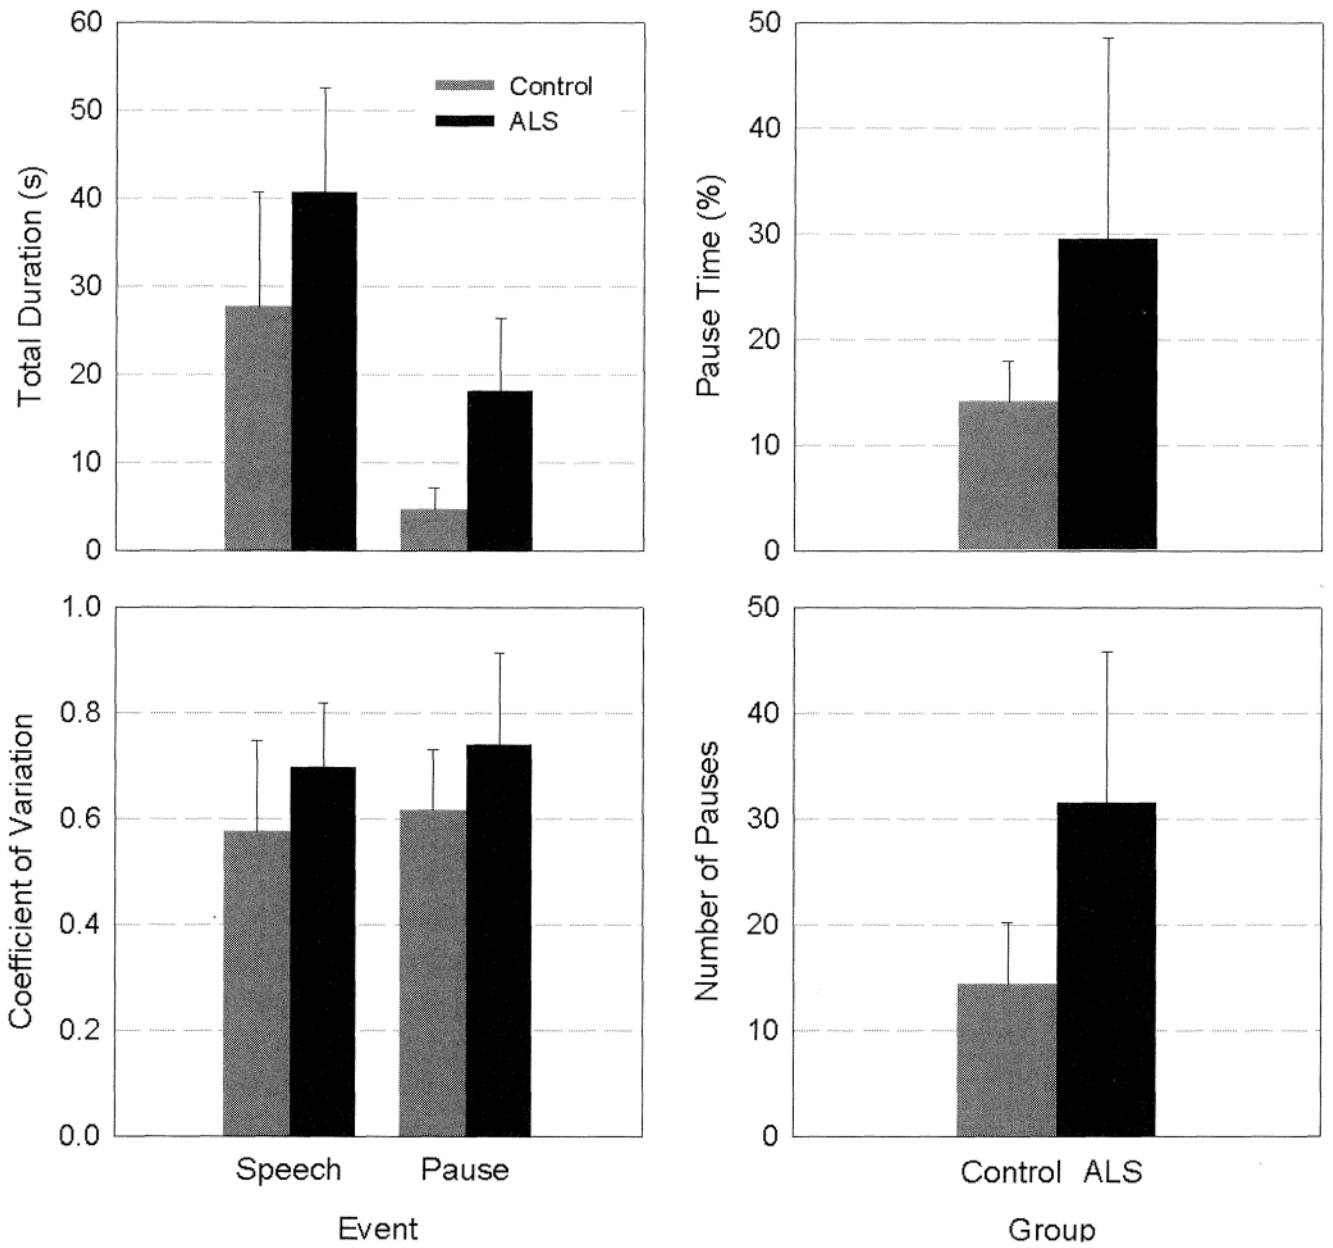 Total Duration (s)
60
50
40
30
20
10
0
Control
ALS
Pause Time (%)
50
40
30
20
10
0
Coefficient of Variation
1.0
0.8
0.6
0.4
0.2
0.0
Speech Pause
Event
Number of Pauses
50
40
30
20
10
0
Control ALS
Group